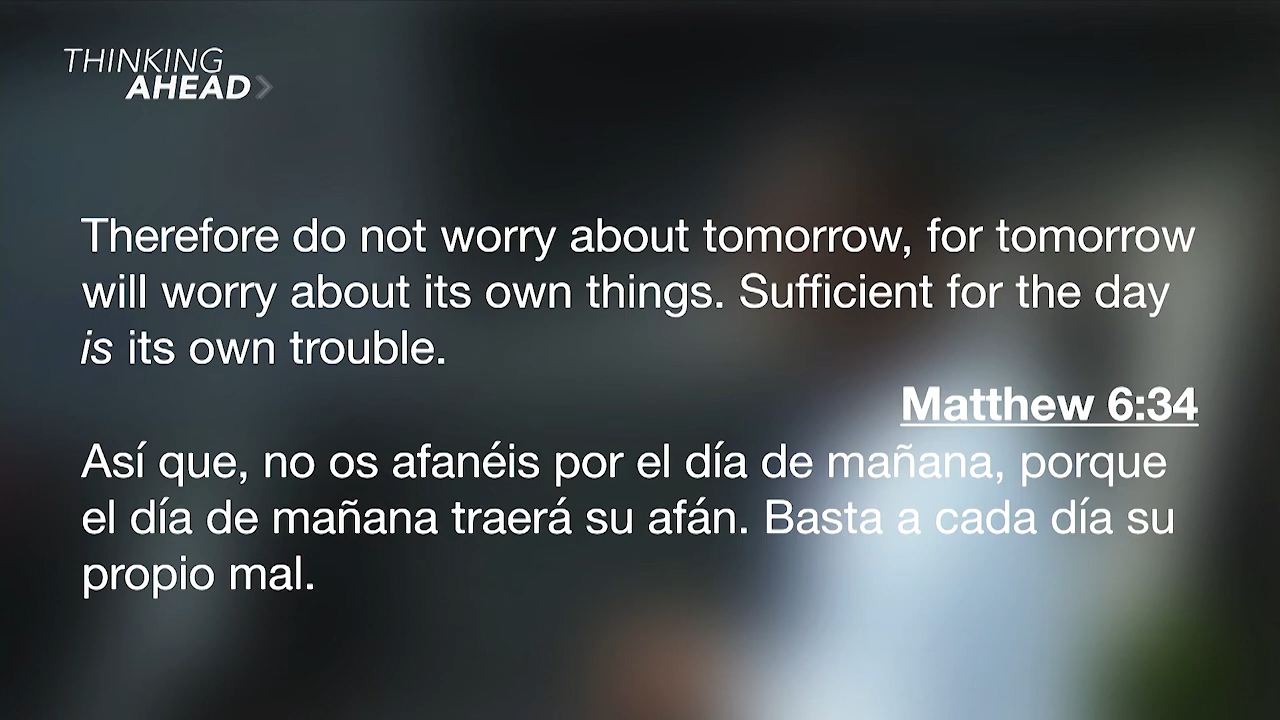 THINKING
AHEAD
Therefore do not worry about tomorrow, for tomorrow
will worry about its own things. Sufficient for the day
is its own trouble.
Matthew 6:34
Así que, no os afanéis por el día de mañana, porque
el día de mañana traerá su afán. Basta a cada día su
propio mal.